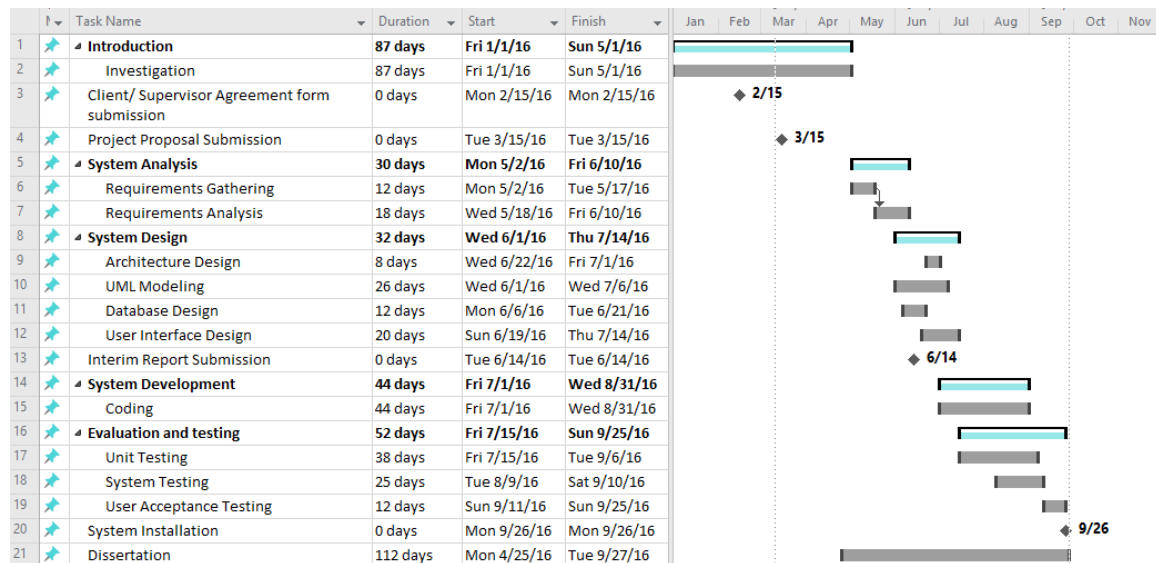 Task Name Duration Start Finish Jan Feb Mar Apr May Jun Jul Aug Sep Oct Nov
1 Introduction 87 days Fri 1/1/16 Sun 5/1/16
2 Investigation 87 days Fri 1/1/16 Sun 5/1/16
3 Client/ Supervisor Agreement form 0 days Mon 2/15/16 Mon 2/15/16 2/15
submission
4 Project Proposal Submission 0 days Tue 3/15/16 Tue 3/15/16 3/15
5 System Analysis 30 days Mon 5/2/16 Fri 6/10/16
6 Requirements Gathering 12 days Mon 5/2/16 Tue 5/17/16
7 Requirements Analysis 18 days Wed 5/18/16 Fri 6/10/16
8 System Design 32 days Wed 6/1/16 Thu 7/14/16
9 Architecture Design 8 days Wed 6/22/16 Fri 7/1/16
10 UML Modeling 26 days Wed 6/1/16 Wed 7/6/16
11 Database Design 12 days Mon 6/6/16 Tue 6/21/16
12 User Interface Design 20 days Sun 6/19/16 Thu 7/14/16
13 Interim Report Submission 0 days Tue 6/14/16 Tue 6/14/16 6/14
14 System Development 44 days Fri 7/1/16 Wed 8/31/16
15 Coding 44 days Fri 7/1/16 Wed 8/31/16
16 Evaluation and testing 52 days Fri 7/15/16 Sun 9/25/16
17 Unit Testing 38 days Fri 7/15/16 Tue 9/6/16
18 System Testing 25 days Tue 8/9/16 Sat 9/10/16
19 User Acceptance Testing 12 days Sun 9/11/16 Sun 9/25/16
20 System Installation 0 days Mon 9/26/16 Mon 9/26/16 9/26
21 Dissertation 112 days Mon 4/25/16 Tue 9/27/16